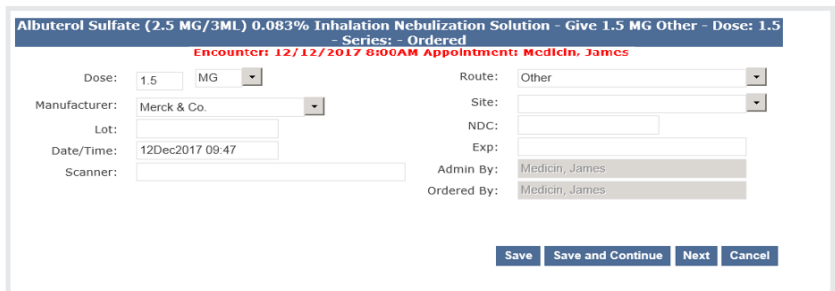 Albuterol Sulfate (2.5 MG/3ML) 0.083% Inhalation Nebulization Solution - Give 1.5 MG Other - Dose: 1.5
- Series: - Ordered
Encounter: 12/12/2017 8:00AM Appointment: Medicin, James
Dose: 1.5 MG Route: Other
Manufacturer: Merck & Co. Site:
Lot: NDC:
Date/Time: 12Dec2017 09:47 Exp:
Scanner: Admin By: Medicin, James
Ordered By: Medicin, James
Save Save and Continue Next Cancel